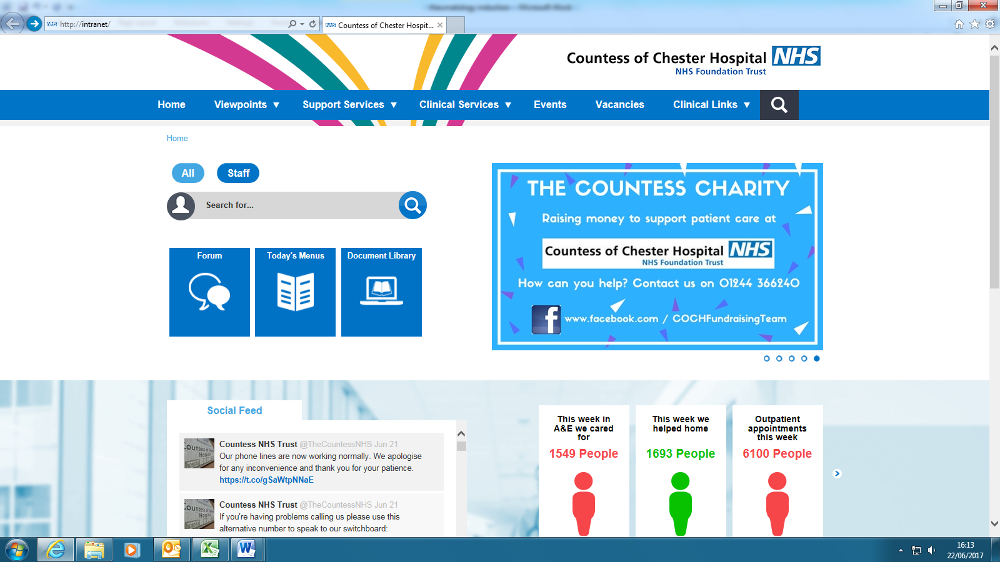 http://intranet/
Countess of Chester Hospit...
Countess of Chester Hospital NHS
NHS Foundation Trust
Home Viewpoints Support Services Clinical Services Events Vacancies Clinical Links
Home
All Staff
Search for...
Forum Today's Menus Document Library
THE COUNTESS CHARITY
Raising money to support patient care at
Countess of Chester Hospital NHS
NHS Foundation Trust
How can you help? Contact us on 01244 366240
www.facebook.com / COCHFundraisingTeam
Social Feed
Countess NHS Trust @TheCountessNHS Jun 21
Our phone lines are now working normally. We apologise
for any inconvenience and thank you for your patience.
https://t.co/gSaWtpNNaE
Countess NHS Trust @TheCountessNHS Jun 21
If you're having problems calling us please use this
alternative number to speak to our switchboard:
This week in
A&E we cared
for
1549 People
This week we
helped home
1693 People
Outpatient
appointments
this week
6100 People
16:13
22/06/2017